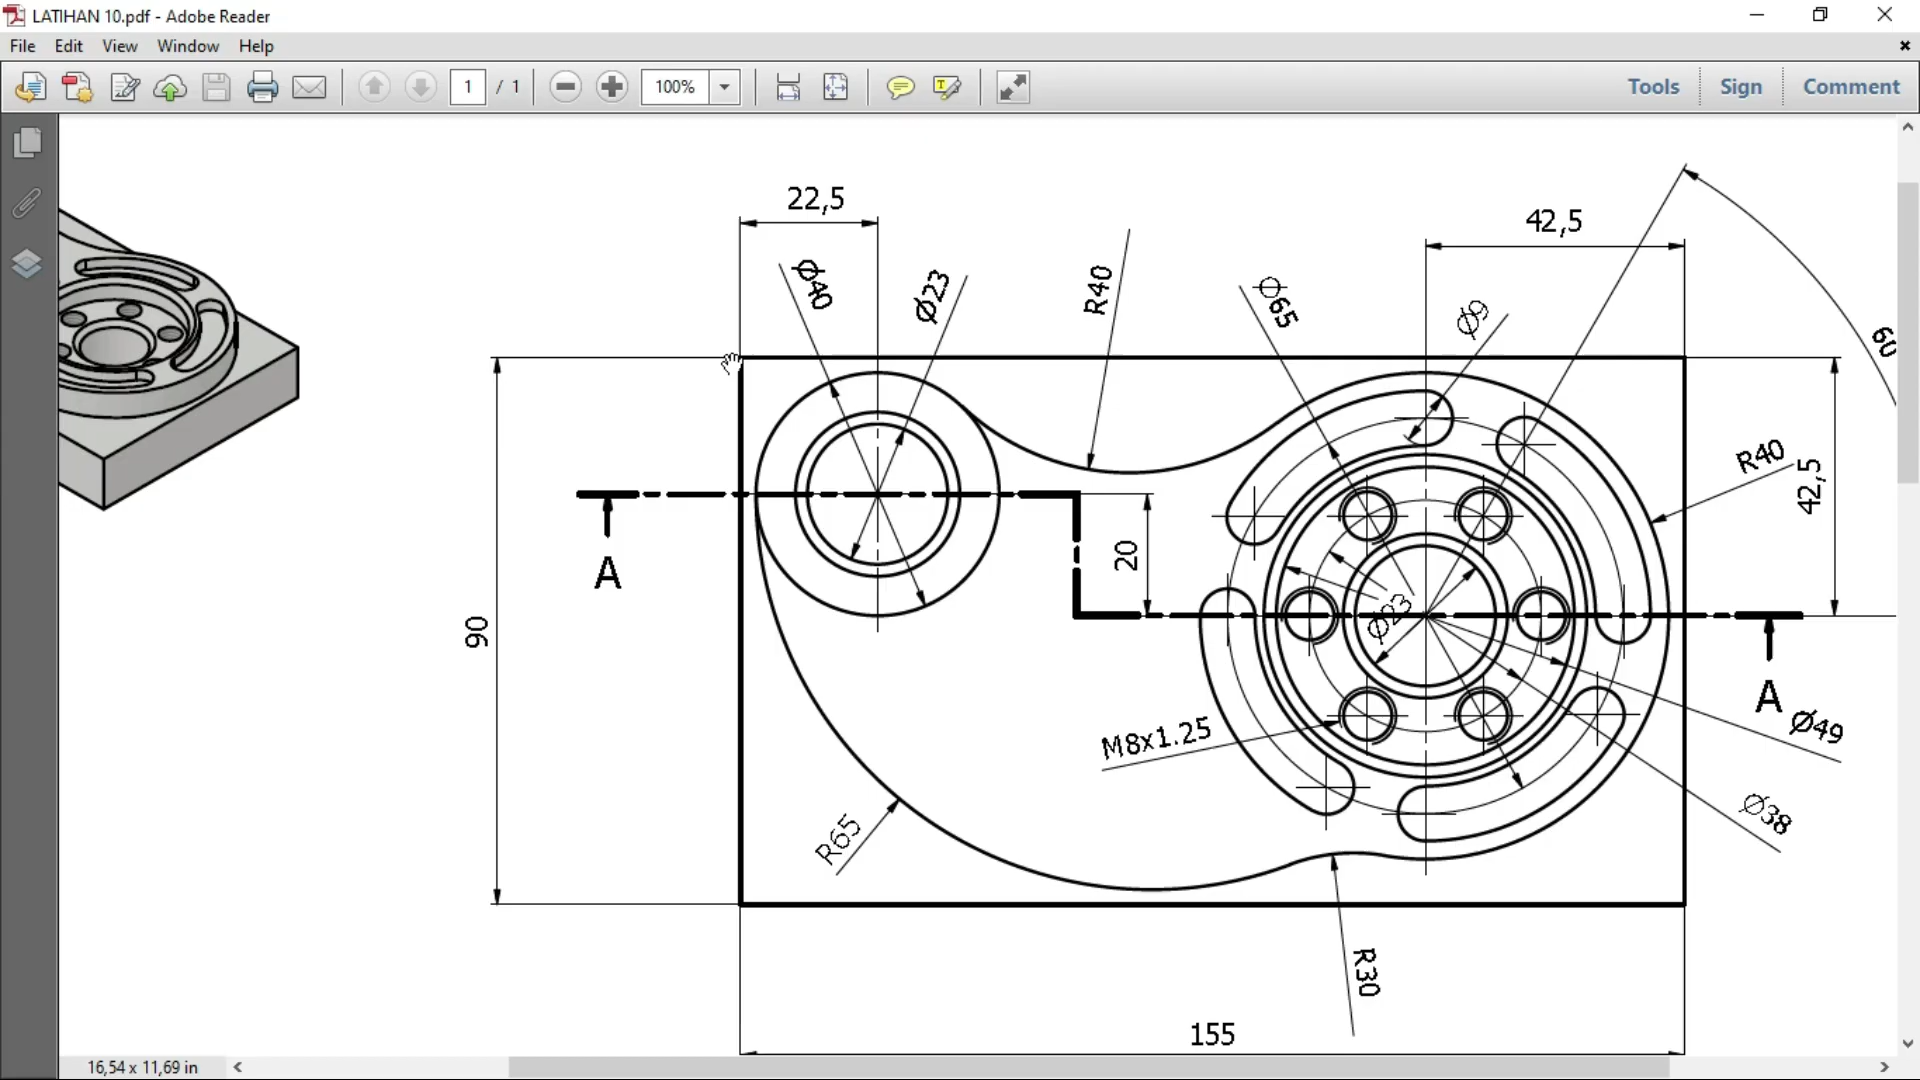 LATIHAN 10.pdf - Adobe Reader
File Edit View Window Help
1 / 1 100% Tools Sign Comment
22,5
42,5
Ø40
Ø23
R40
Ø65
Ø9
60
R40
42,5
20
A
90
Ø23
A
M8x1.25
Ø49
Ø38
R65
R30
155
16,54 x 11,69 in